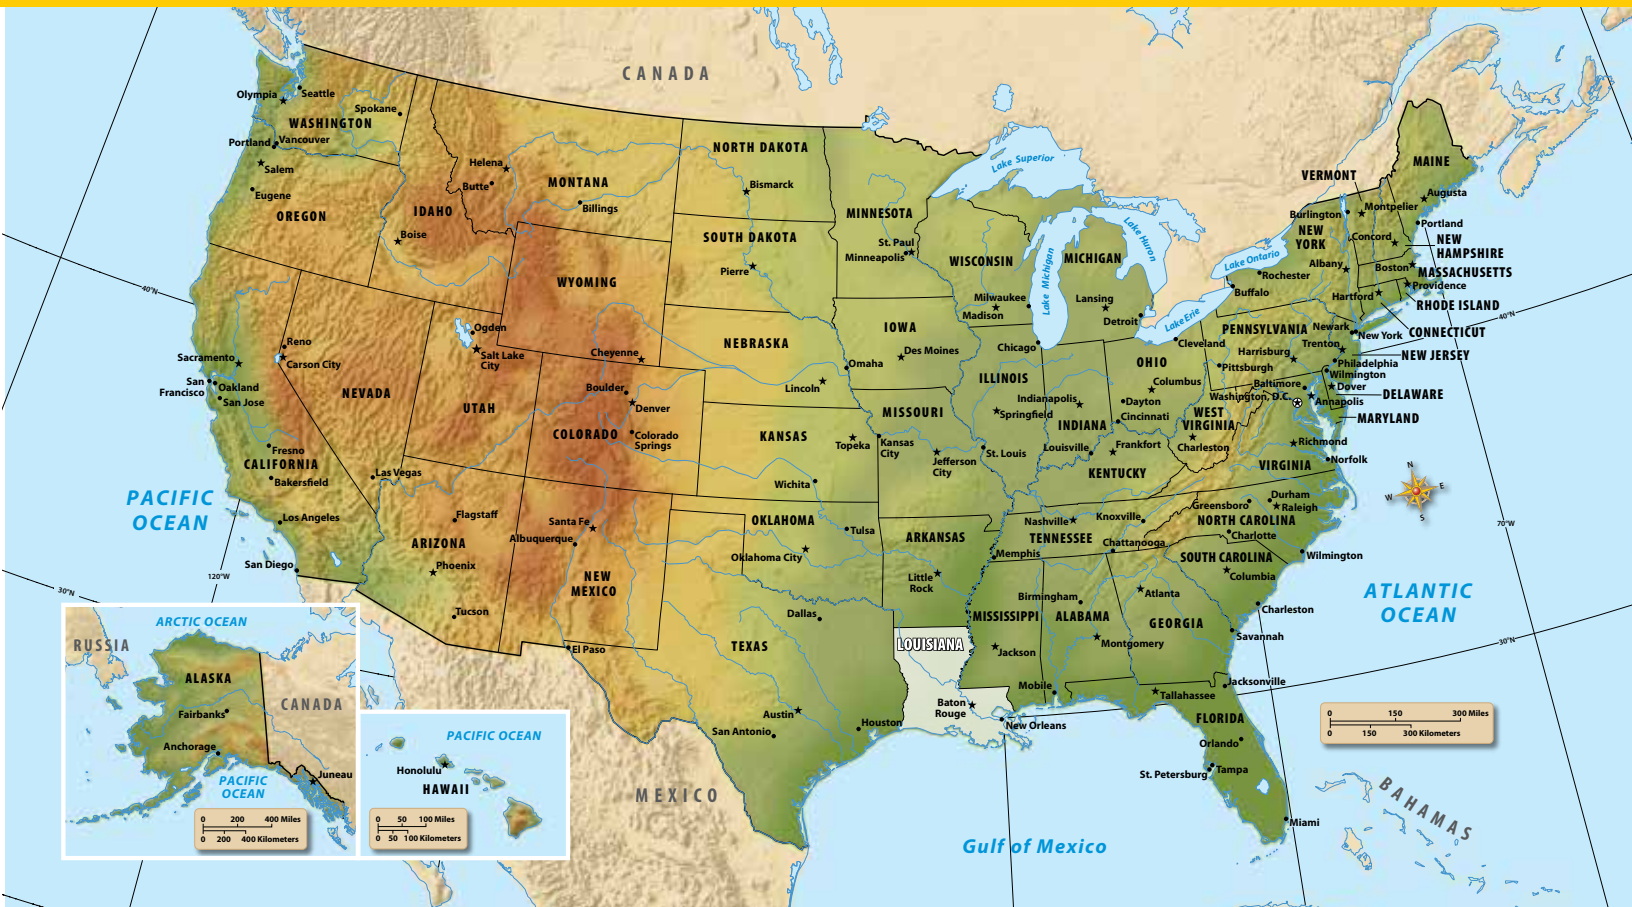 CANADA
Olympia
Seattle
Spokane
WASHINGTON
Portland
Vancouver
Salem
Eugene
OREGON
Helena
Butte
MONTANA
Billings
IDAHO
Boise
NORTH DAKOTA
Bismarck
SOUTH DAKOTA
Pierre
MINNESOTA
St. Paul
Minneapolis
Lake Superior
WISCONSIN
Milwaukee
Madison
Lake Michigan
MICHIGAN
Lansing
Detroit
Lake Huron
Lake Ontario
Lake Erie
MAINE
Augusta
VERMONT
Montpelier
Burlington
Portland
NEW
YORK
Concord
NEW
HAMPSHIRE
Albany
Boston
MASSACHUSETTS
Rochester
Buffalo
Hartford
Providence
RHODE ISLAND
CONNECTICUT
40°N
40°N
WYOMING
Cheyenne
IOWA
Des Moines
NEBRASKA
Omaha
Lincoln
Chicago
ILLINOIS
Springfield
INDIANA
Indianapolis
OHIO
Cleveland
Columbus
Dayton
Cincinnati
PENNSYLVANIA
Newark
New York
Trenton
NEW JERSEY
Harrisburg
Philadelphia
Pittsburgh
Wilmington
Baltimore
Dover
DELAWARE
Washington, D.C.
Annapolis
MARYLAND
Ogden
Salt Lake
City
Reno
Carson City
Sacramento
San
Francisco
Oakland
San Jose
NEVADA
UTAH
Boulder
Denver
COLORADO
Colorado
Springs
KANSAS
Topeka
Wichita
MISSOURI
Kansas
City
Jefferson
City
St. Louis
Louisville
Frankfort
KENTUCKY
WEST
VIRGINIA
Charleston
Richmond
VIRGINIA
Norfolk
Fresno
CALIFORNIA
Bakersfield
Las Vegas
Los Angeles
San Diego
PACIFIC
OCEAN
120°W
30°N
ARIZONA
Flagstaff
Phoenix
Tucson
Santa Fe
Albuquerque
NEW
MEXICO
OKLAHOMA
Tulsa
Oklahoma City
ARKANSAS
Little
Rock
Nashville
Knoxville
TENNESSEE
Chattanooga
Memphis
Greensboro
Durham
Raleigh
NORTH CAROLINA
Charlotte
Wilmington
SOUTH CAROLINA
Columbia
Charleston
N
E
S
W
70°W
ATLANTIC
OCEAN
30°N
El Paso
TEXAS
Dallas
Austin
San Antonio
Houston
LOUISIANA
Baton
Rouge
New Orleans
MISSISSIPPI
Jackson
Birmingham
ALABAMA
Montgomery
Mobile
Atlanta
GEORGIA
Savannah
Jacksonville
Tallahassee
FLORIDA
Orlando
Tampa
St. Petersburg
Miami
0 150 300 Miles
0 150 300 Kilometers
BAHAMAS
Gulf of Mexico
MEXICO
ARCTIC OCEAN
RUSSIA
ALASKA
CANADA
Fairbanks
Anchorage
Juneau
PACIFIC
OCEAN
0 200 400 Miles
0 200 400 Kilometers
PACIFIC OCEAN
Honolulu
HAWAII
0 50 100 Miles
0 50 100 Kilometers